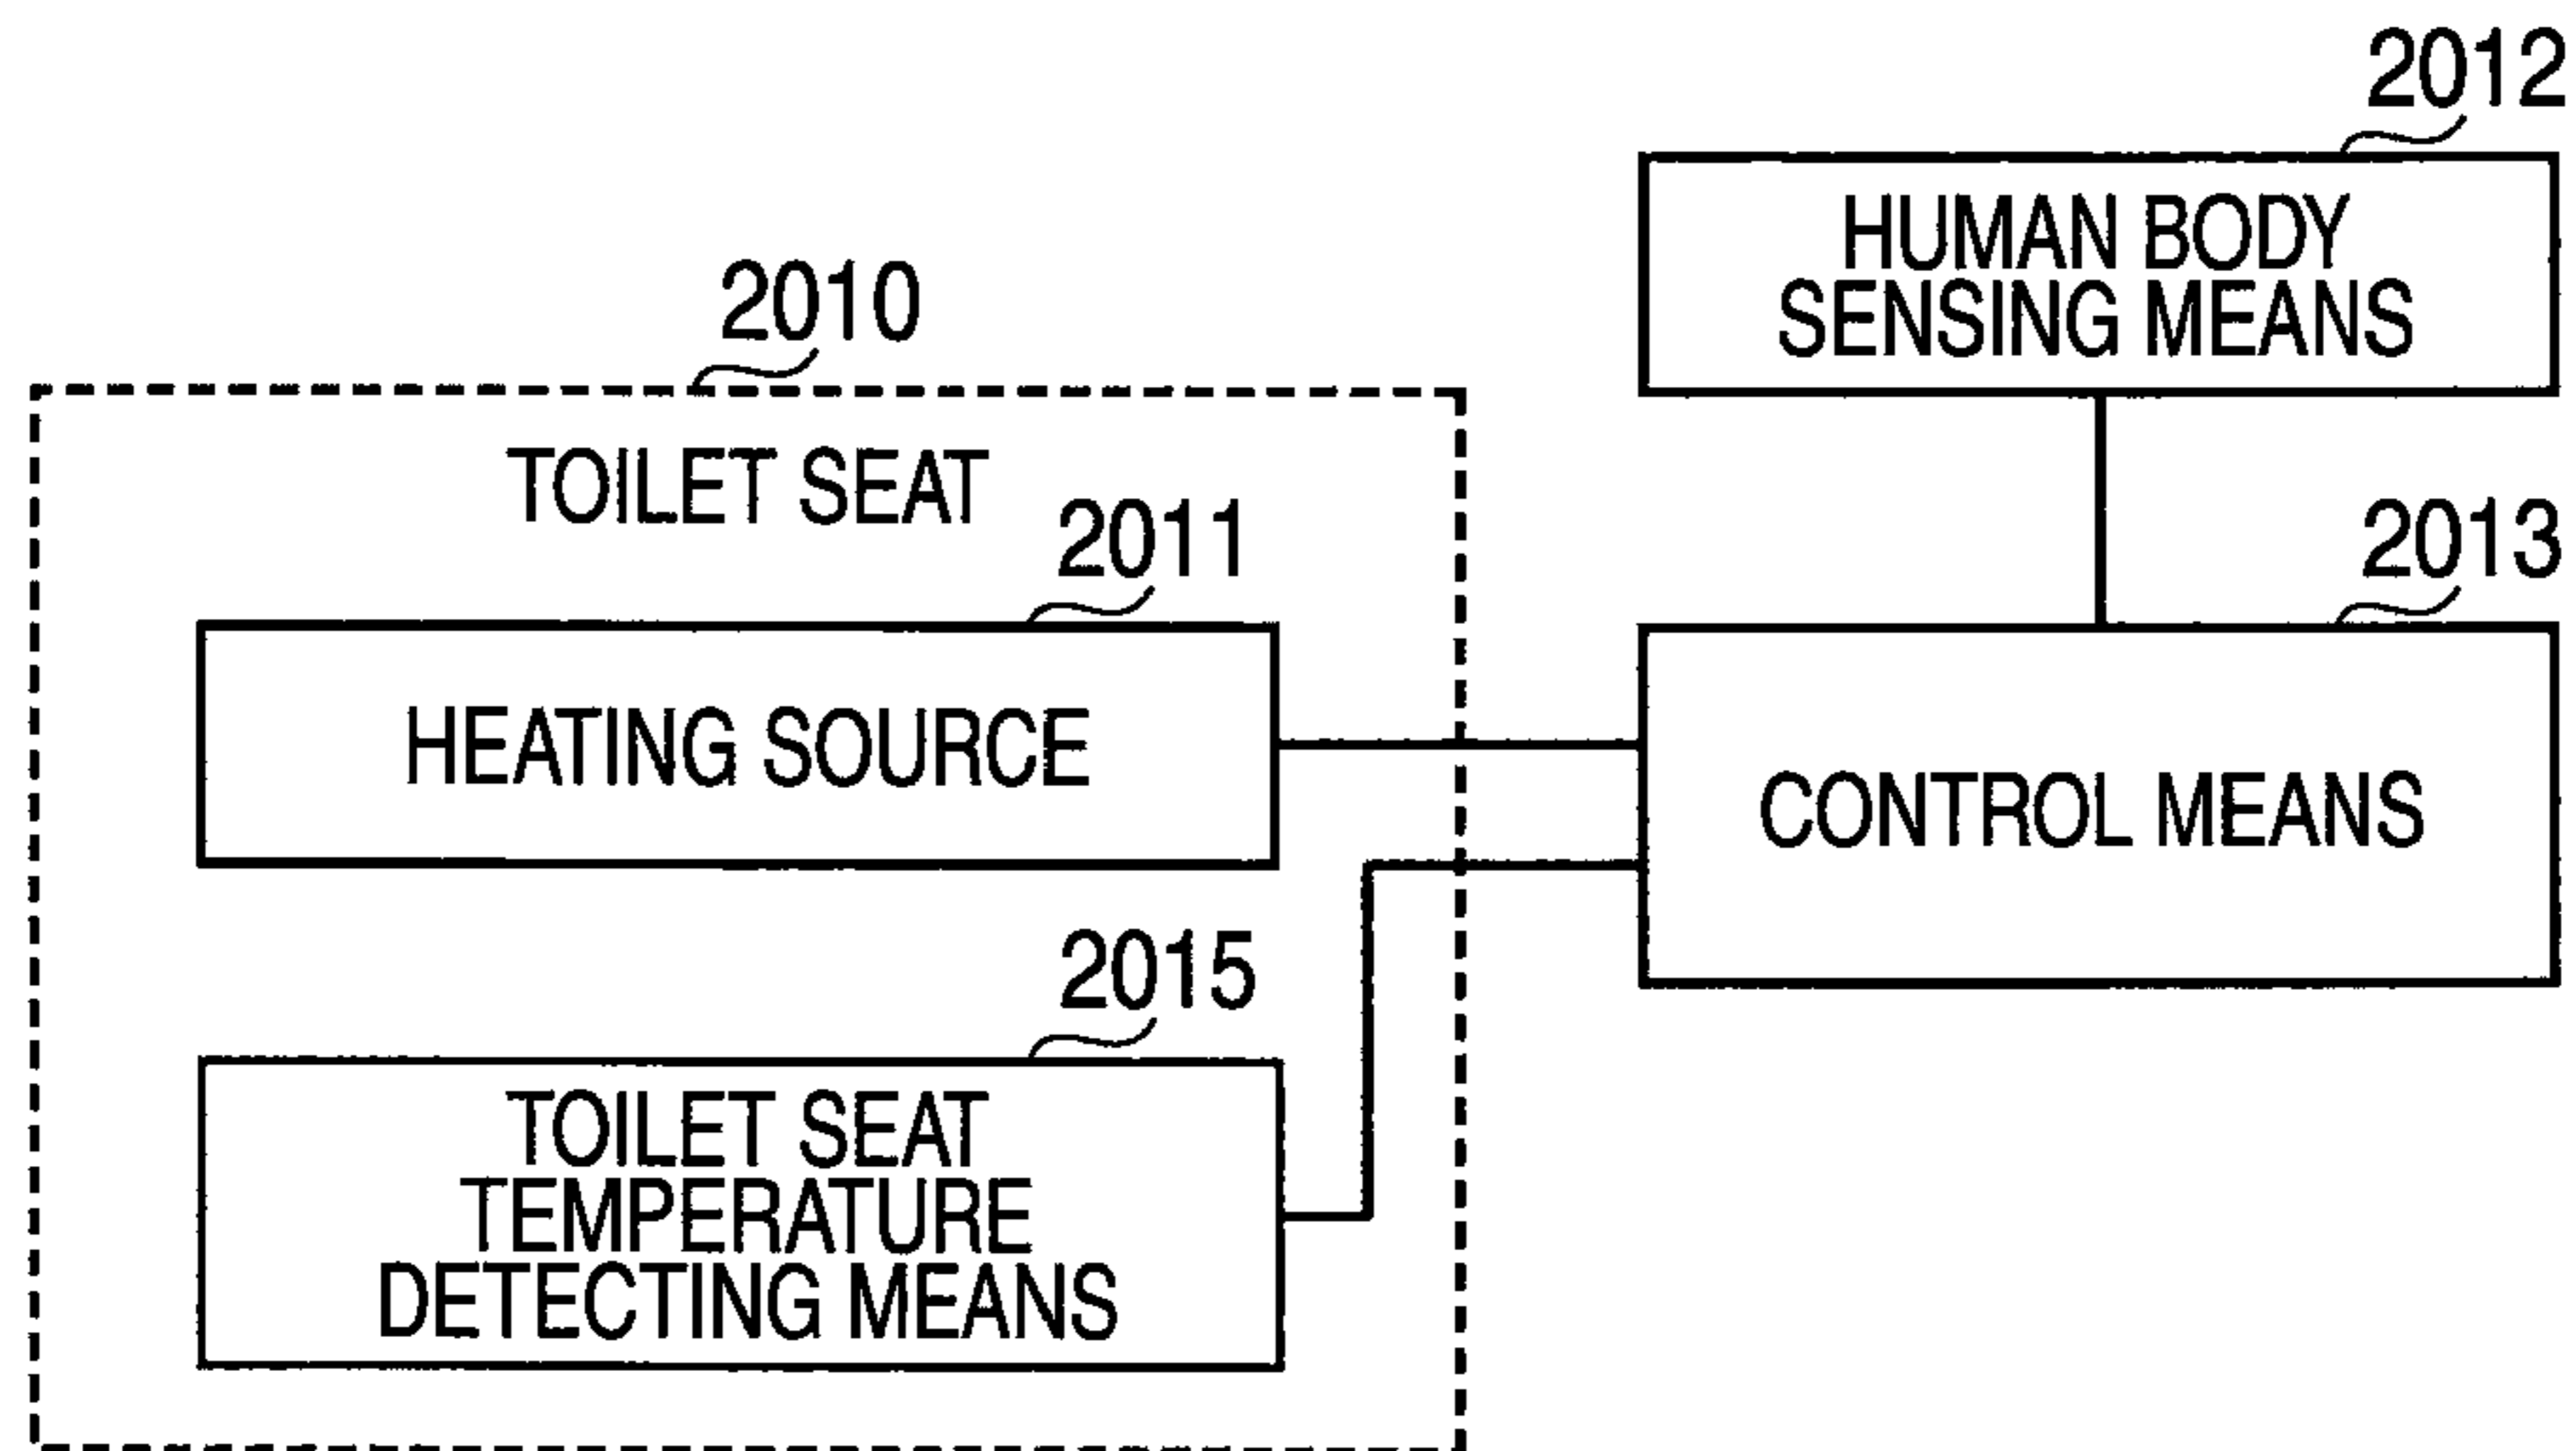 2012
HUMAN BODY
SENSING MEANS
2010
TOILET SEAT
2011
HEATING SOURCE
2013
CONTROL MEANS
2015
TOILET SEAT
TEMPERATURE
DETECTING MEANS